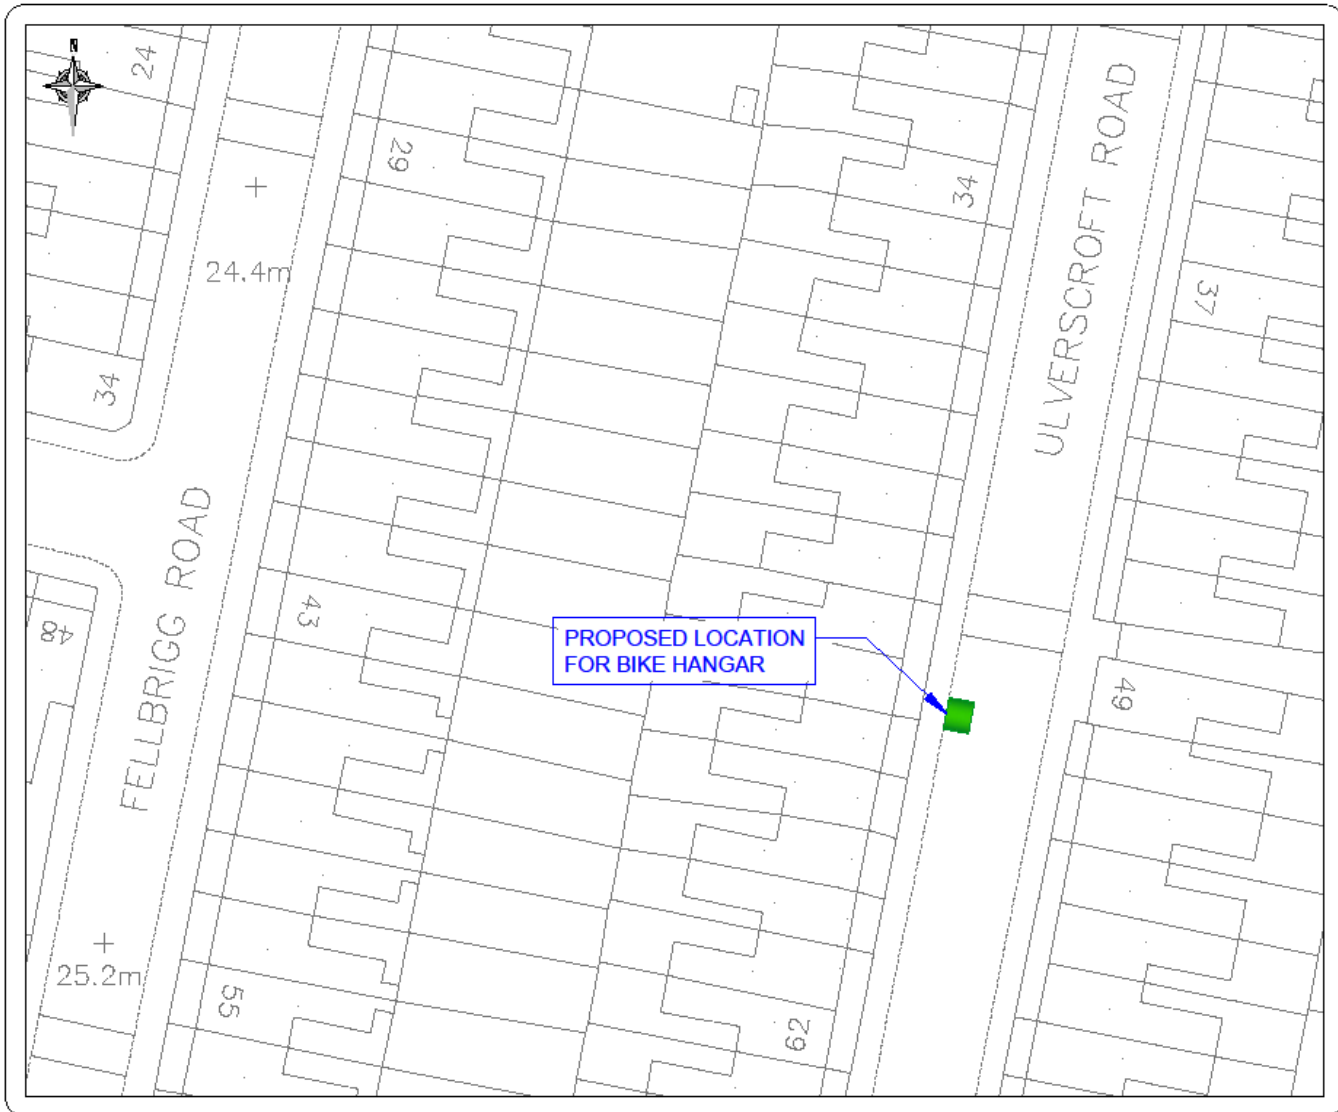 N
24
29
24.4m
34
34
ULVERSCROFT ROAD
37
FELLBRIGG ROAD
43
48
PROPOSED LOCATION
FOR BIKE HANGAR
49
25.2m
55
62